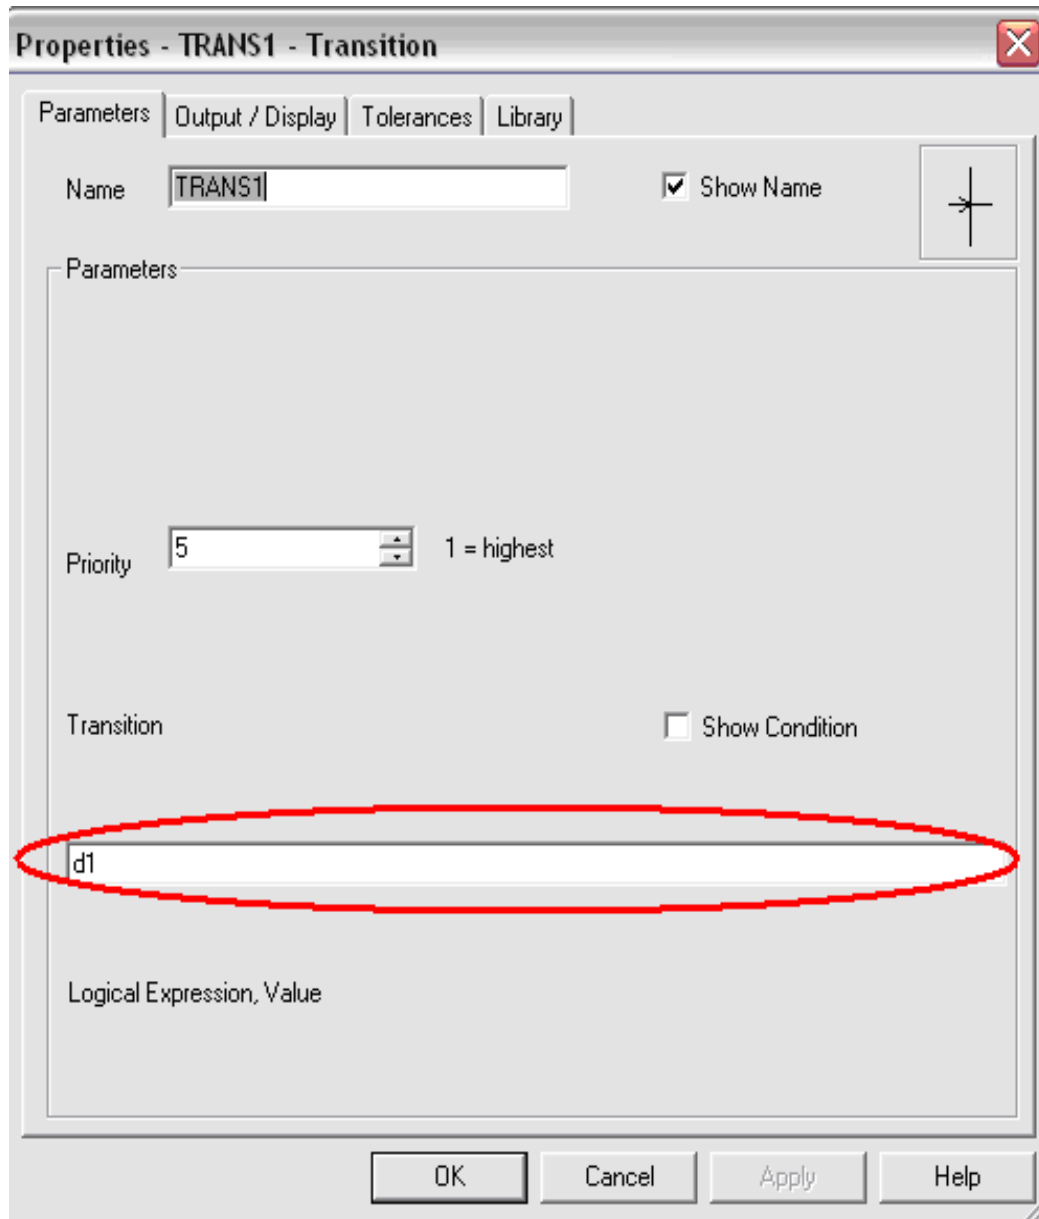 Properties - TRANS1 - Transition
Parameters Output / Display Tolerances Library
Name TRANS1 Show Name
Parameters
Priority 5 1 = highest
Transition Show Condition
d1
Logical Expression, Value
OK Cancel Apply Help